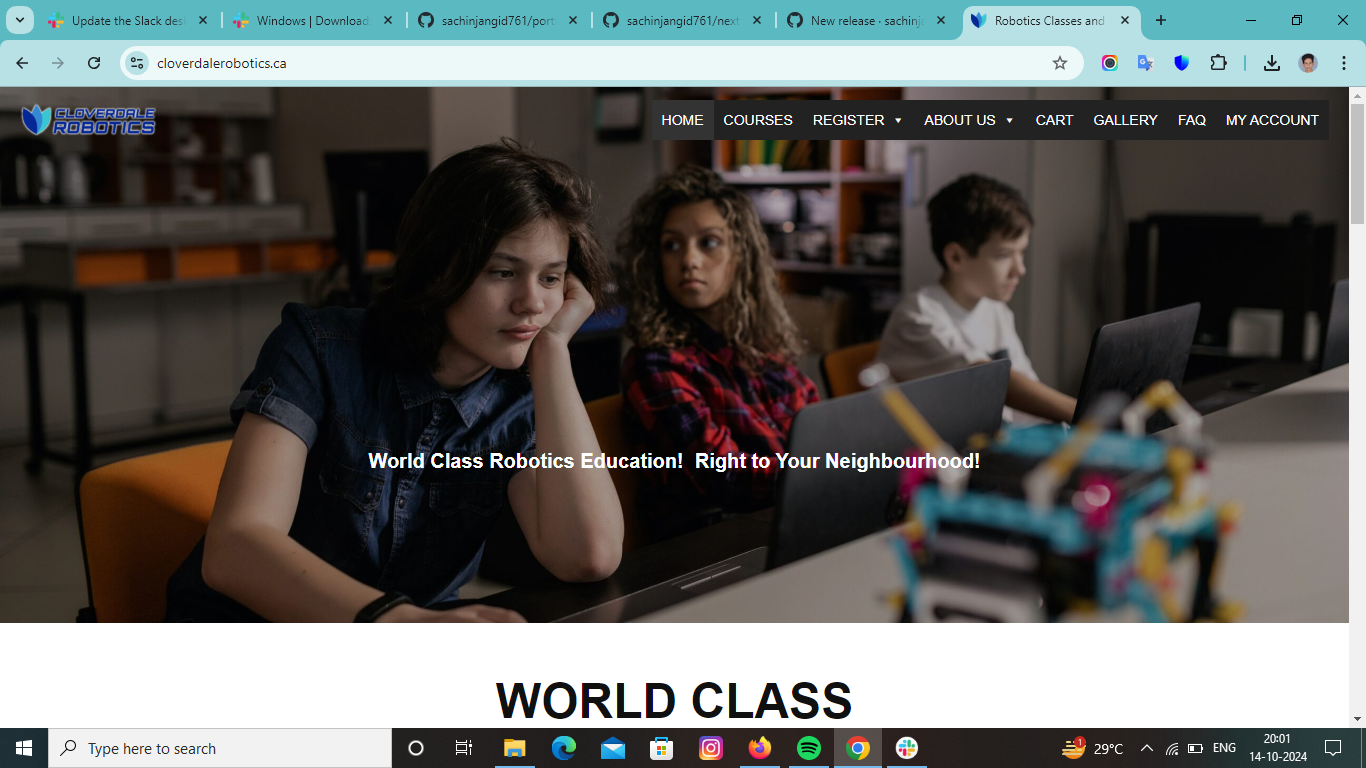 Update the Slack des
Windows | Download
sachinjangid761/port
sachinjangid761/next
New release · sachinja
Robotics Classes and
cloverdalerobotics.ca
CLOVERDALE
ROBOTICS
HOME
COURSES
REGISTER
ABOUT US
CART
GALLERY
FAQ
MY ACCOUNT
World Class Robotics Education!  Right to Your Neighbourhood!
WORLD CLASS
Type here to search
1
29°C
ENG
20:01
14-10-2024